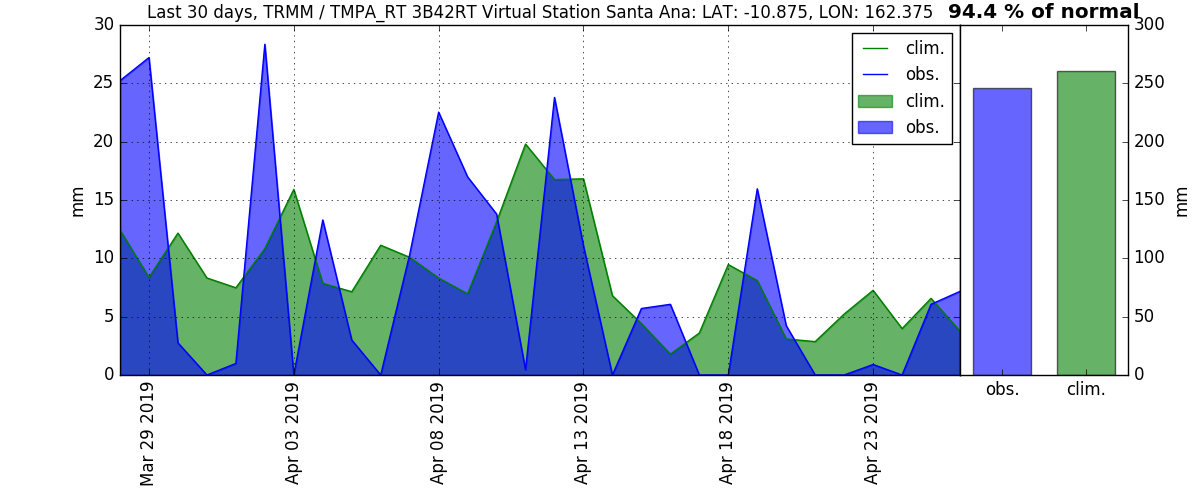 Last 30 days, TRMM / TMPA_RT 3B42RT Virtual Station Santa Ana: LAT: -10.875, LON: 162.375 94.4 % of normal
30
25
20
15
10
5
0
mm
clim.
obs.
clim.
obs.
300
250
200
150
100
50
0
mm
obs.
clim.
Mar 29 2019
Apr 03 2019
Apr 08 2019
Apr 13 2019
Apr 18 2019
Apr 23 2019